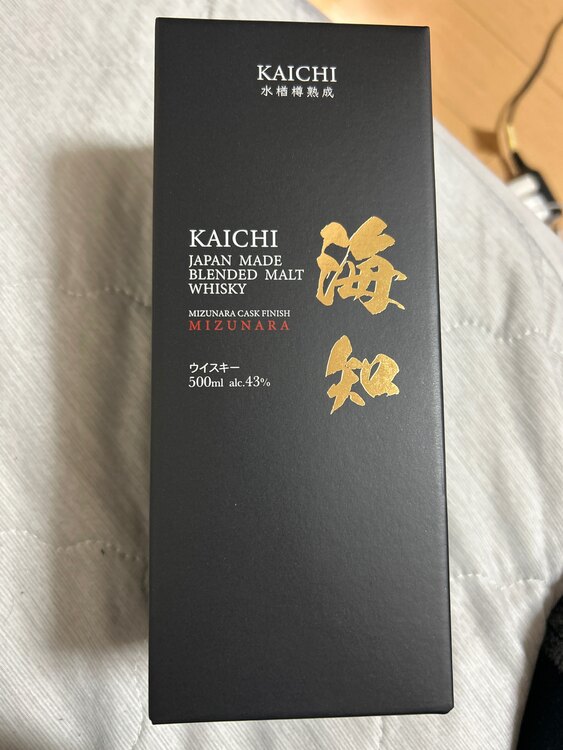 KAICHI
水楢樽熟成
KAICHI
JAPAN MADE
BLENDED MALT
WHISKY
MIZUNARA CASK FINISH
MIZUNARA
ウイスキー
500ml alc.43%
海知